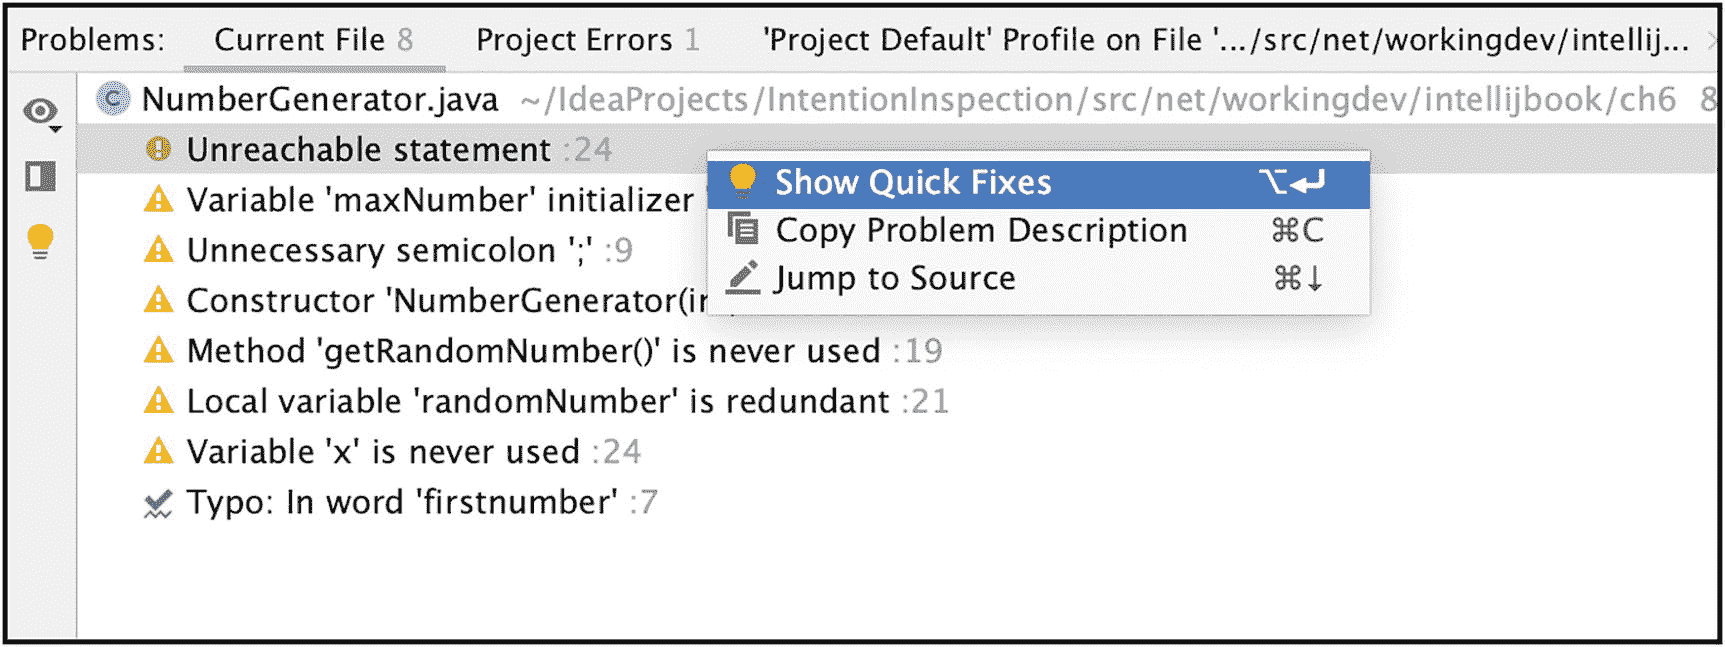 Problems: Current File 8 Project Errors 1 'Project Default' Profile on File '.../src/net/workingdev/intellij...
NumberGenerator.java ~/IdeaProjects/IntentionInspection/src/net/workingdev/intellijbook/ch6 8
Unreachable statement :24
Show Quick Fixes ⌥↵
Variable 'maxNumber' initializer
Copy Problem Description ⌘C
Unnecessary semicolon ';' :9
Jump to Source ⌘↓
Constructor 'NumberGenerator(
Method 'getRandomNumber()' is never used :19
Local variable 'randomNumber' is redundant :21
Variable 'x' is never used :24
Typo: In word 'firstnumber' :7